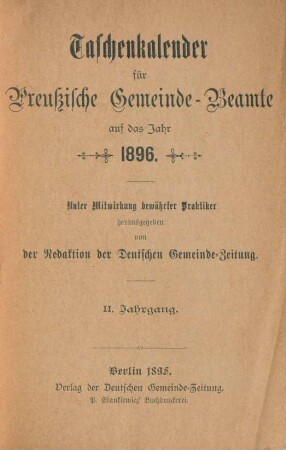 Taschenkalender
für
Preußische Gemeinde-Beamte
auf das Jahr
1896.
Unter Mitwirkung bewährter Praktiker
herausgegeben
von
der Redaktion der Deutschen Gemeinde-Zeitung.
II. Jahrgang.
Berlin 1895.
Verlag der Deutschen Gemeinde-Zeitung.
P. Stankiewicz' Buchdruckerei.